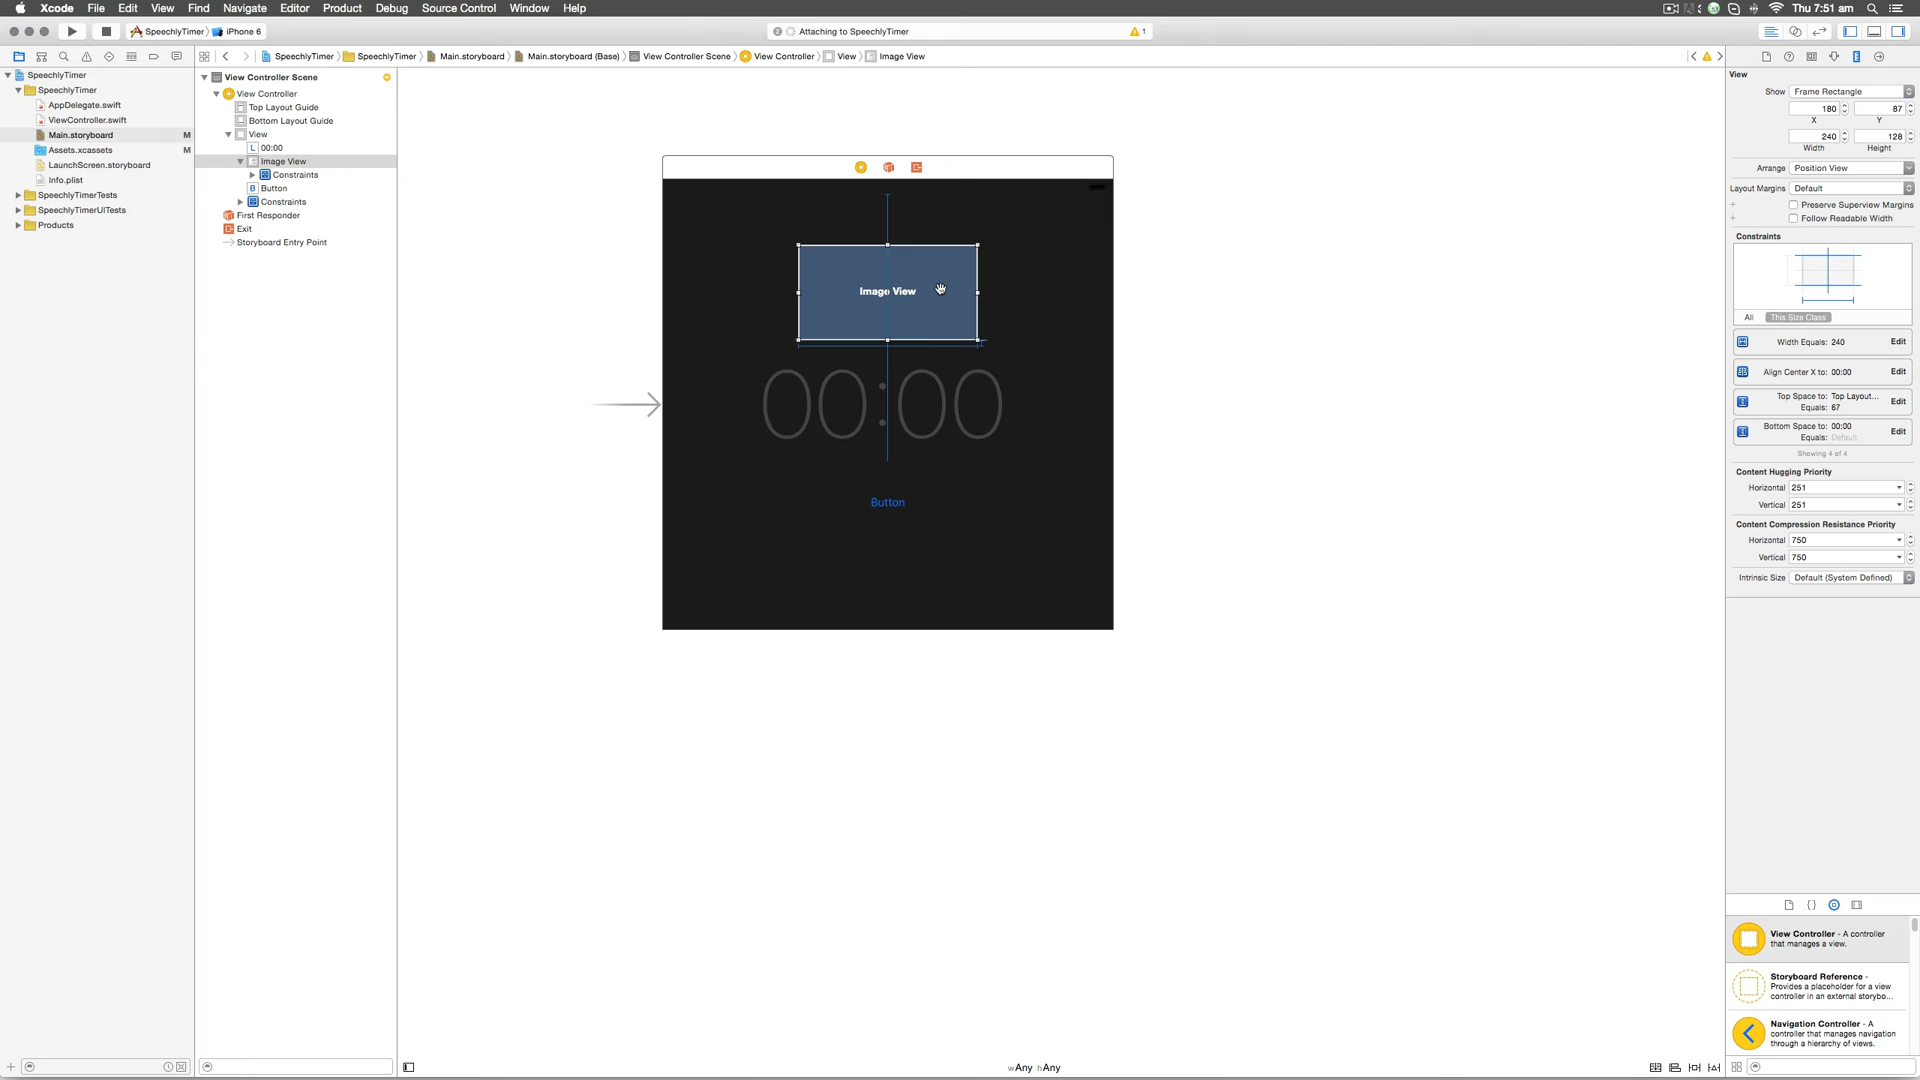 Xcode File Edit View Find Navigate Editor Product Debug Source Control Window Help Thu 7:51 am
SpeechlyTimer iPhone 6 Attaching to SpeechlyTimer 1
SpeechlyTimer SpeechlyTimer Main.storyboard Main.storyboard (Base) View Controller Scene View Controller View Image View
SpeechlyTimer
SpeechlyTimer
AppDelegate.swift
ViewController.swift
Main.storyboard M
Assets.xcassets M
LaunchScreen.storyboard
Info.plist
SpeechlyTimerTests
SpeechlyTimerUITests
Products
View Controller Scene
View Controller
Top Layout Guide
Bottom Layout Guide
View
L 00:00
Image View
Constraints
B Button
Constraints
First Responder
Exit
Storyboard Entry Point
Image View
00:00
Button
wAny hAny
View
Show Frame Rectangle
180 87
X Y
240 128
Width Height
Arrange Position View
Layout Margins Default
+ Preserve Superview Margins
+ Follow Readable Width
Constraints
All This Size Class
Width Equals: 240 Edit
Align Center X to: 00:00 Edit
Top Space to: Top Layout... Edit
Equals: 67
Bottom Space to: 00:00 Edit
Equals: Default
Showing 4 of 4
Content Hugging Priority
Horizontal 251
Vertical 251
Content Compression Resistance Priority
Horizontal 750
Vertical 750
Intrinsic Size Default (System Defined)
View Controller - A controller
that manages a view.
Storyboard Reference -
Provides a placeholder for a view
controller in an external storybo...
Navigation Controller - A
controller that manages navigation
through a hierarchy of views.